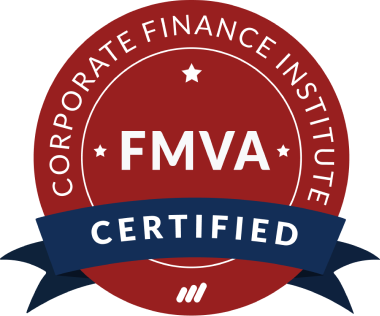 CORPORATE FINANCE INSTITUTE
FMVA
CERTIFIED